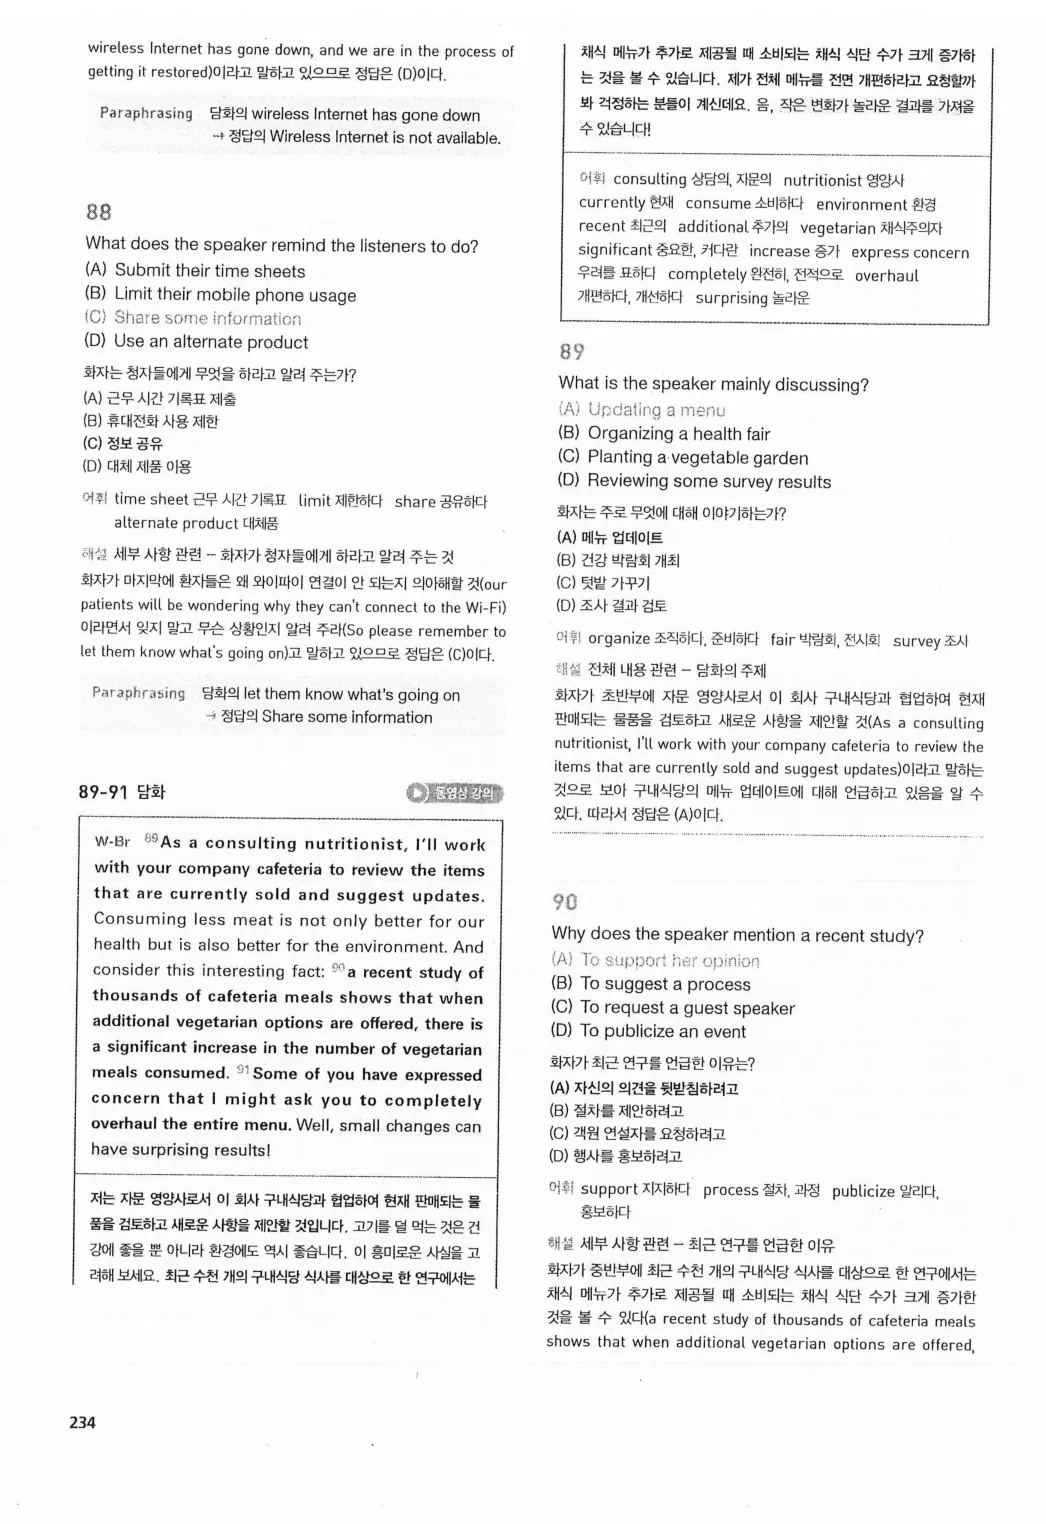 wireless Internet has gone down, and we are in the process of
getting it restored)이라고 말하고 있으므로 정답은 (D)이다.
Paraphrasing 담화의 wireless Internet has gone down
→ 정답의 Wireless Internet is not available.
88
What does the speaker remind the listeners to do?
(A) Submit their time sheets
(B) Limit their mobile phone usage
(C) Share some information
(D) Use an alternate product
화자는 청자들에게 무엇을 하라고 알려 주는가?
(A) 근무 시간 기록표 제출
(B) 휴대전화 사용 제한
(C) 정보 공유
(D) 대체 제품 이용
어휘 time sheet 근무 시간 기록표 limit 제한하다 share 공유하다
alternate product 대체품
해설 세부 사항 관련 – 화자가 청자들에게 하라고 알려 주는 것
화자가 마지막에 환자들은 왜 와이파이 연결이 안 되는지 의아해할 것(our
patients will be wondering why they can't connect to the Wi-Fi)
이라면서 잊지 말고 무슨 상황인지 알려 주라(So please remember to
let them know what's going on)고 말하고 있으므로 정답은 (C)이다.
Paraphrasing 담화의 let them know what's going on
→ 정답의 Share some information
89-91 담화
동영상 강의
W-Br 89As a consulting nutritionist, I'll work
with your company cafeteria to review the items
that are currently sold and suggest updates.
Consuming less meat is not only better for our
health but is also better for the environment. And
consider this interesting fact: 90a recent study of
thousands of cafeteria meals shows that when
additional vegetarian options are offered, there is
a significant increase in the number of vegetarian
meals consumed. 91Some of you have expressed
concern that I might ask you to completely
overhaul the entire menu. Well, small changes can
have surprising results!
저는 자문 영양사로서 이 회사 구내식당과 협업하여 현재 판매되는 물
품을 검토하고 새로운 사항을 제안할 것입니다. 고기를 덜 먹는 것은 건
강에 좋을 뿐 아니라 환경에도 역시 좋습니다. 이 흥미로운 사실을 고
려해 보세요. 최근 수천 개의 구내식당 식사를 대상으로 한 연구에서는
채식 메뉴가 추가로 제공될 때 소비되는 채식 식단 수가 크게 증가하
는 것을 볼 수 있습니다. 제가 전체 메뉴를 전면 개편하라고 요청할까
봐 걱정하는 분들이 계신데요. 음, 작은 변화가 놀라운 결과를 가져올
수 있습니다!
어휘 consulting 상담의, 자문의 nutritionist 영양사
currently 현재 consume 소비하다 environment 환경
recent 최근의 additional 추가의 vegetarian 채식주의자
significant 중요한, 커다란 increase 증가 express concern
우려를 표하다 completely 완전히, 전적으로 overhaul
개편하다, 개선하다 surprising 놀라운
89
What is the speaker mainly discussing?
(A) Updating a menu
(B) Organizing a health fair
(C) Planting a vegetable garden
(D) Reviewing some survey results
화자는 주로 무엇에 대해 이야기하는가?
(A) 메뉴 업데이트
(B) 건강 박람회 개최
(C) 텃밭 가꾸기
(D) 조사 결과 검토
어휘 organize 조직하다, 준비하다 fair 박람회, 전시회 survey 조사
해설 전체 내용 관련 – 담화의 주제
화자가 초반부에 자문 영양사로서 이 회사 구내식당과 협업하여 현재
판매되는 물품을 검토하고 새로운 사항을 제안할 것(As a consulting
nutritionist, I'll work with your company cafeteria to review the
items that are currently sold and suggest updates)이라고 말하는
것으로 보아 구내식당의 메뉴 업데이트에 대해 언급하고 있음을 알 수
있다. 따라서 정답은 (A)이다.
90
Why does the speaker mention a recent study?
(A) To support her opinion
(B) To suggest a process
(C) To request a guest speaker
(D) To publicize an event
화자가 최근 연구를 언급한 이유는?
(A) 자신의 의견을 뒷받침하려고
(B) 절차를 제안하려고
(C) 객원 연설자를 요청하려고
(D) 행사를 홍보하려고
어휘 support 지지하다 process 절차, 과정 publicize 알리다,
홍보하다
해설 세부 사항 관련 – 최근 연구를 언급한 이유
화자가 중반부에 최근 수천 개의 구내식당 식사를 대상으로 한 연구에서는
채식 메뉴가 추가로 제공될 때 소비되는 채식 식단 수가 크게 증가한
것을 볼 수 있다(a recent study of thousands of cafeteria meals
shows that when additional vegetarian options are offered,
234